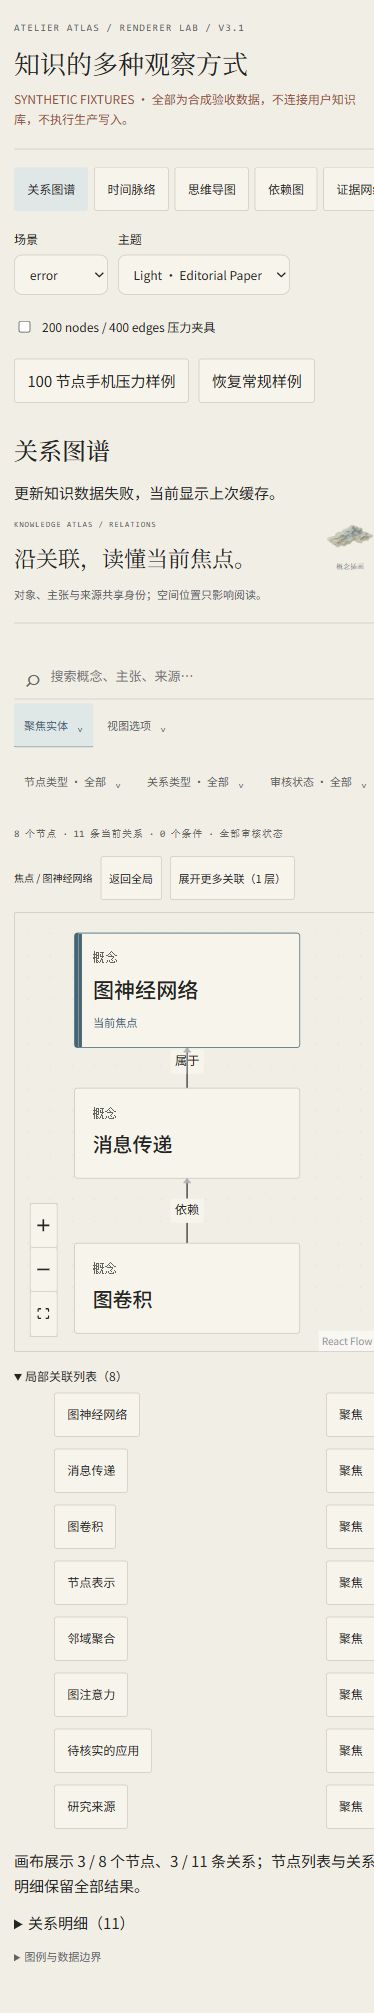 ATELIER ATLAS / RENDERER LAB / V3.1
知识的多种观察方式
SYNTHETIC FIXTURES · 全部为合成验收数据，不连接用户知识
库，不执行生产写入。
关系图谱 时间脉络 思维导图 依赖图 证据网
场景 主题
error Light · Editorial Paper
200 nodes / 400 edges 压力夹具
100 节点手机压力样例 恢复常规样例
关系图谱
更新知识数据失败，当前显示上次缓存。
KNOWLEDGE ATLAS / RELATIONS
沿关联，读懂当前焦点。
概念插画
对象、主张与来源共享身份；空间位置只影响阅读。
搜索概念、主张、来源…
聚焦实体 视图选项
节点类型 · 全部 关系类型 · 全部 审核状态 · 全部
8 个节点 · 11 条当前关系 · 0 个条件 · 全部审核状态
焦点 / 图神经网络 返回全局 展开更多关联（1 层）
概念
图神经网络
当前焦点
属于
概念
消息传递
依赖
概念
图卷积
React Flow
▼ 局部关联列表（8）
图神经网络 聚焦
消息传递 聚焦
图卷积 聚焦
节点表示 聚焦
邻域聚合 聚焦
图注意力 聚焦
待核实的应用 聚焦
研究来源 聚焦
画布展示 3 / 8 个节点、3 / 11 条关系；节点列表与关系
明细保留全部结果。
▶ 关系明细（11）
▶ 图例与数据边界